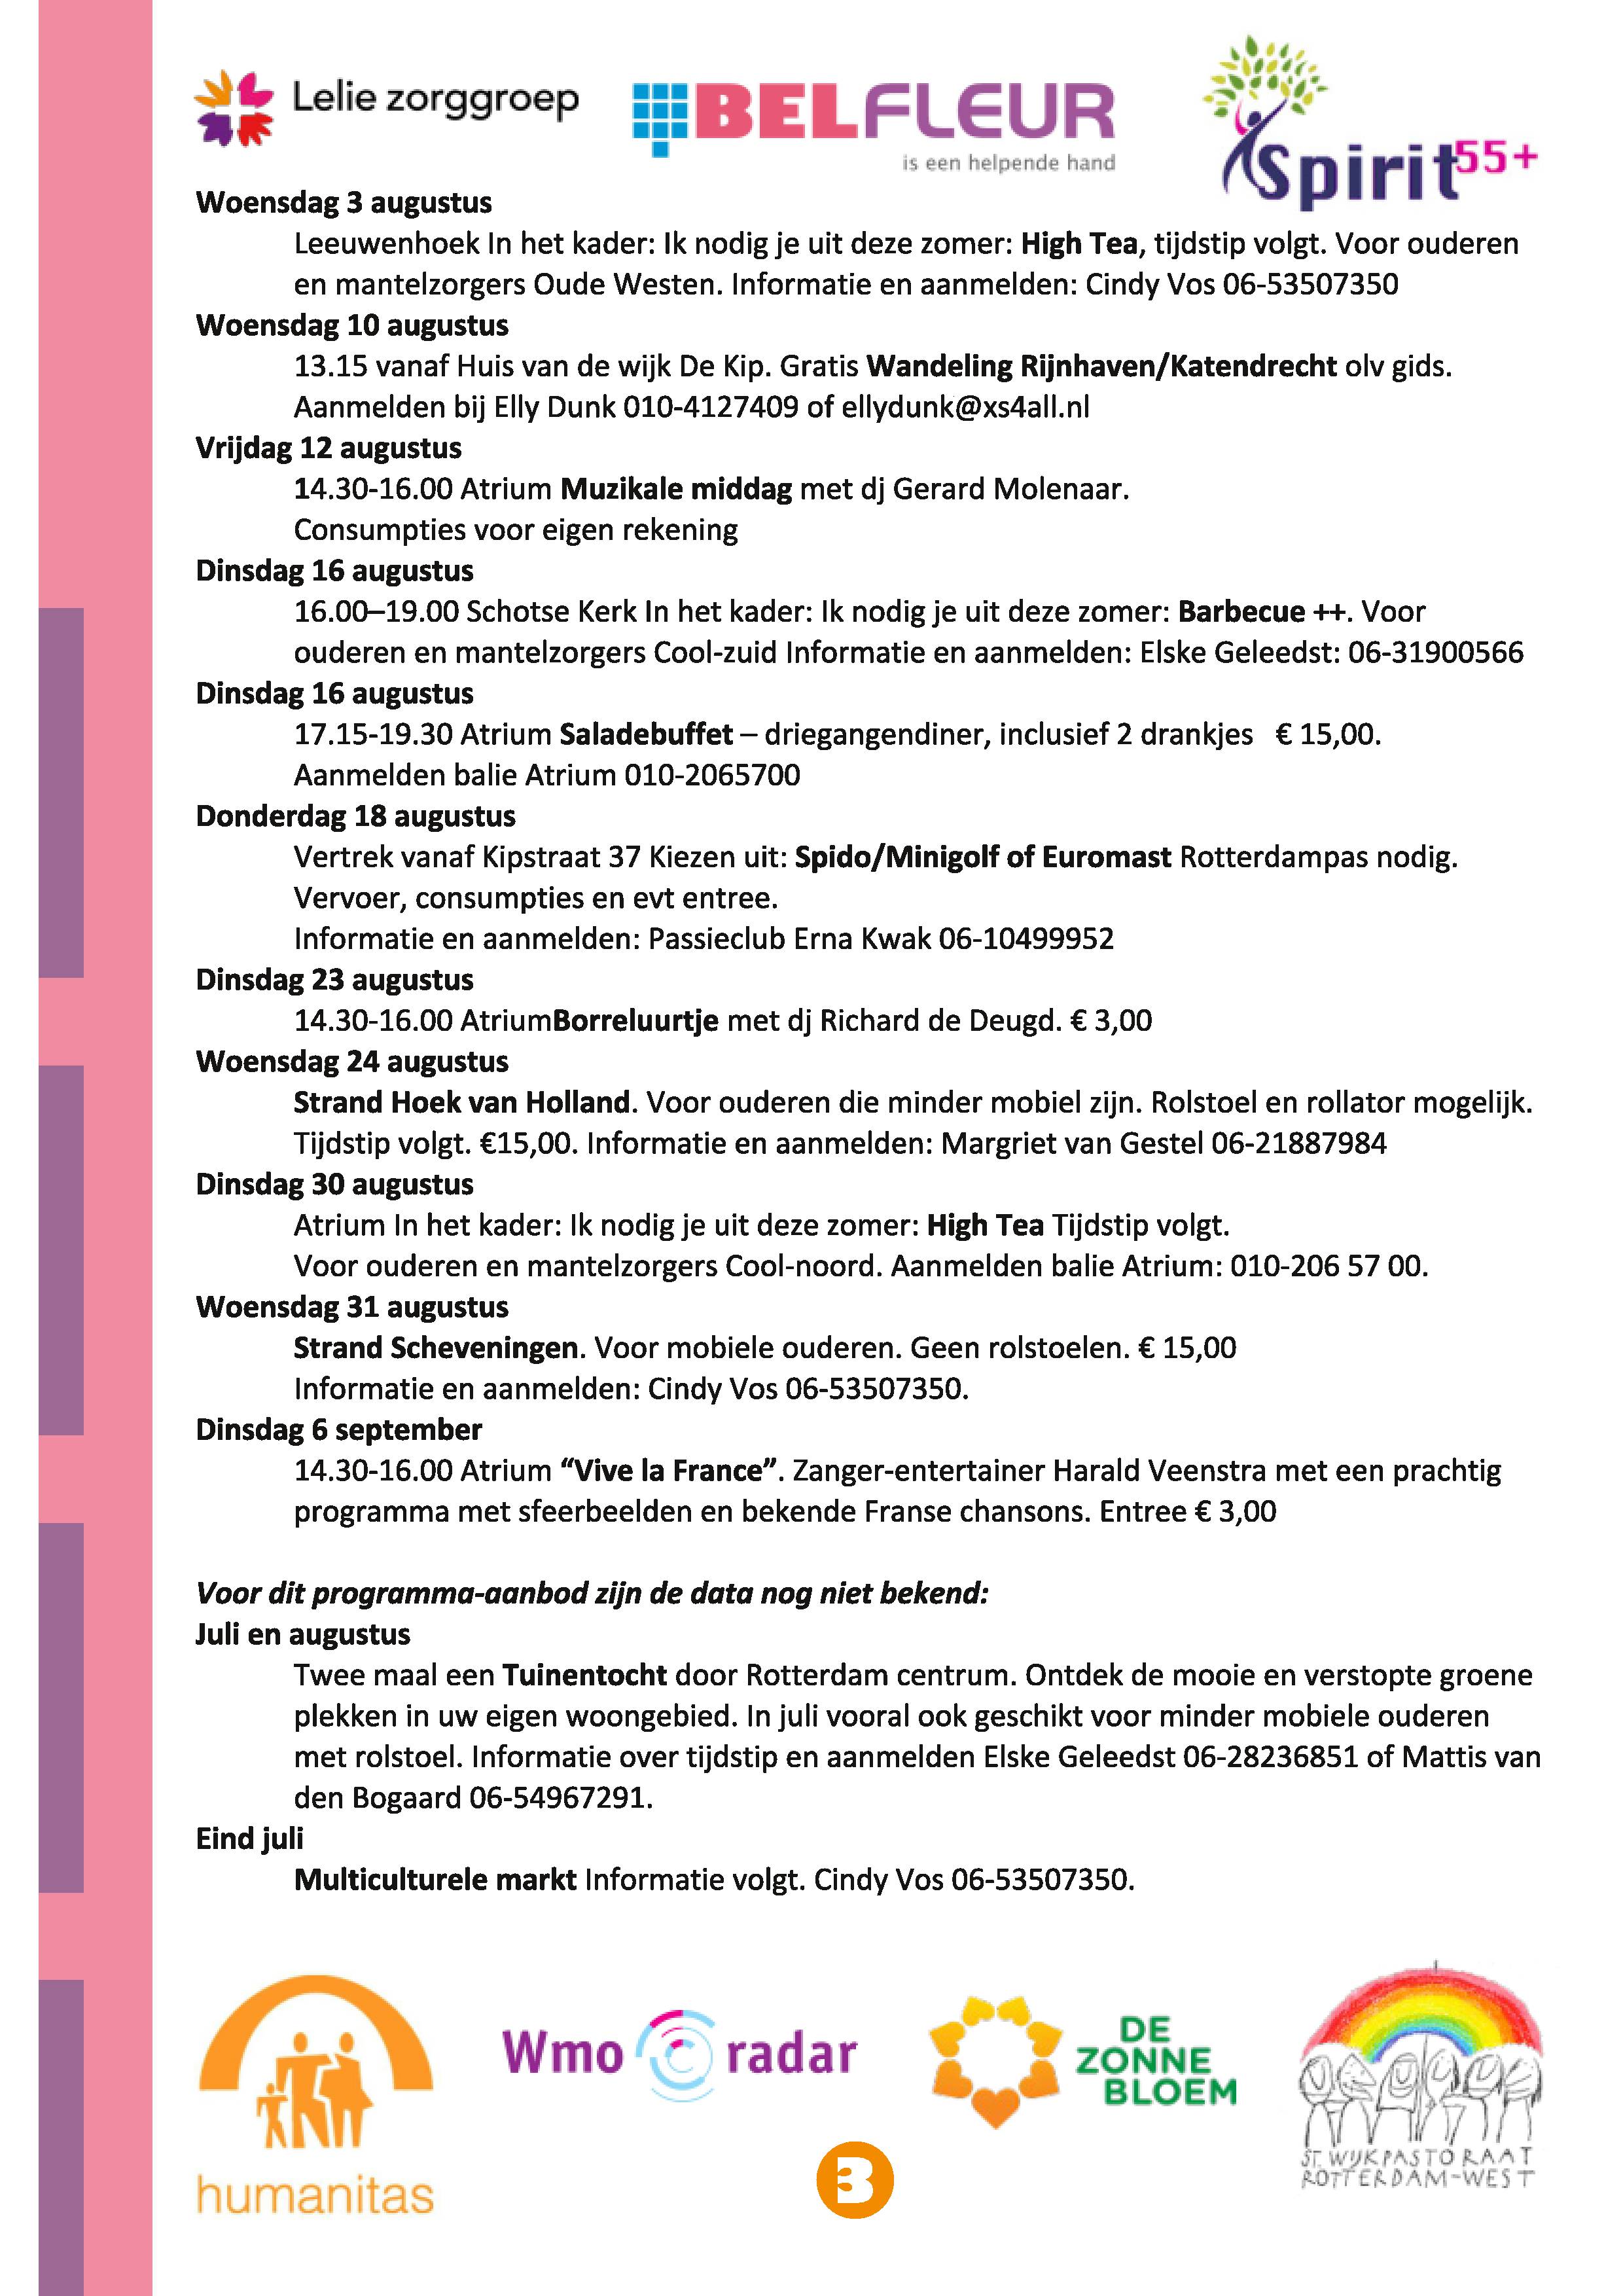 Lelie zorggroep
BELFLEUR
is een helpende hand
Spirit 55+
Woensdag 3 augustus
Leeuwenhoek In het kader: Ik nodig je uit deze zomer: High Tea, tijdstip volgt. Voor ouderen
en mantelzorgers Oude Westen. Informatie en aanmelden: Cindy Vos 06-53507350
Woensdag 10 augustus
13.15 vanaf Huis van de wijk De Kip. Gratis Wandeling Rijnhaven/Katendrecht olv gids.
Aanmelden bij Elly Dunk 010-4127409 of ellydunk@xs4all.nl
Vrijdag 12 augustus
14.30-16.00 Atrium Muzikale middag met dj Gerard Molenaar.
Consumpties voor eigen rekening
Dinsdag 16 augustus
16.00–19.00 Schotse Kerk In het kader: Ik nodig je uit deze zomer: Barbecue ++. Voor
ouderen en mantelzorgers Cool-zuid Informatie en aanmelden: Elske Geleedst: 06-31900566
Dinsdag 16 augustus
17.15-19.30 Atrium Saladebuffet – driegangendiner, inclusief 2 drankjes € 15,00.
Aanmelden balie Atrium 010-2065700
Donderdag 18 augustus
Vertrek vanaf Kipstraat 37 Kiezen uit: Spido/Minigolf of Euromast Rotterdampas nodig.
Vervoer, consumpties en evt entree.
Informatie en aanmelden: Passieclub Erna Kwak 06-10499952
Dinsdag 23 augustus
14.30-16.00 AtriumBorreluurtje met dj Richard de Deugd. € 3,00
Woensdag 24 augustus
Strand Hoek van Holland. Voor ouderen die minder mobiel zijn. Rolstoel en rollator mogelijk.
Tijdstip volgt. €15,00. Informatie en aanmelden: Margriet van Gestel 06-21887984
Dinsdag 30 augustus
Atrium In het kader: Ik nodig je uit deze zomer: High Tea Tijdstip volgt.
Voor ouderen en mantelzorgers Cool-noord. Aanmelden balie Atrium: 010-206 57 00.
Woensdag 31 augustus
Strand Scheveningen. Voor mobiele ouderen. Geen rolstoelen. € 15,00
Informatie en aanmelden: Cindy Vos 06-53507350.
Dinsdag 6 september
14.30-16.00 Atrium “Vive la France”. Zanger-entertainer Harald Veenstra met een prachtig
programma met sfeerbeelden en bekende Franse chansons. Entree € 3,00
Voor dit programma-aanbod zijn de data nog niet bekend:
Juli en augustus
Twee maal een Tuinentocht door Rotterdam centrum. Ontdek de mooie en verstopte groene
plekken in uw eigen woongebied. In juli vooral ook geschikt voor minder mobiele ouderen
met rolstoel. Informatie over tijdstip en aanmelden Elske Geleedst 06-28236851 of Mattis van
den Bogaard 06-54967291.
Eind juli
Multiculturele markt Informatie volgt. Cindy Vos 06-53507350.
humanitas
Wmo radar
DE
ZONNE
BLOEM
ST. WIJKPASTORAAT
ROTTERDAM-WEST
3